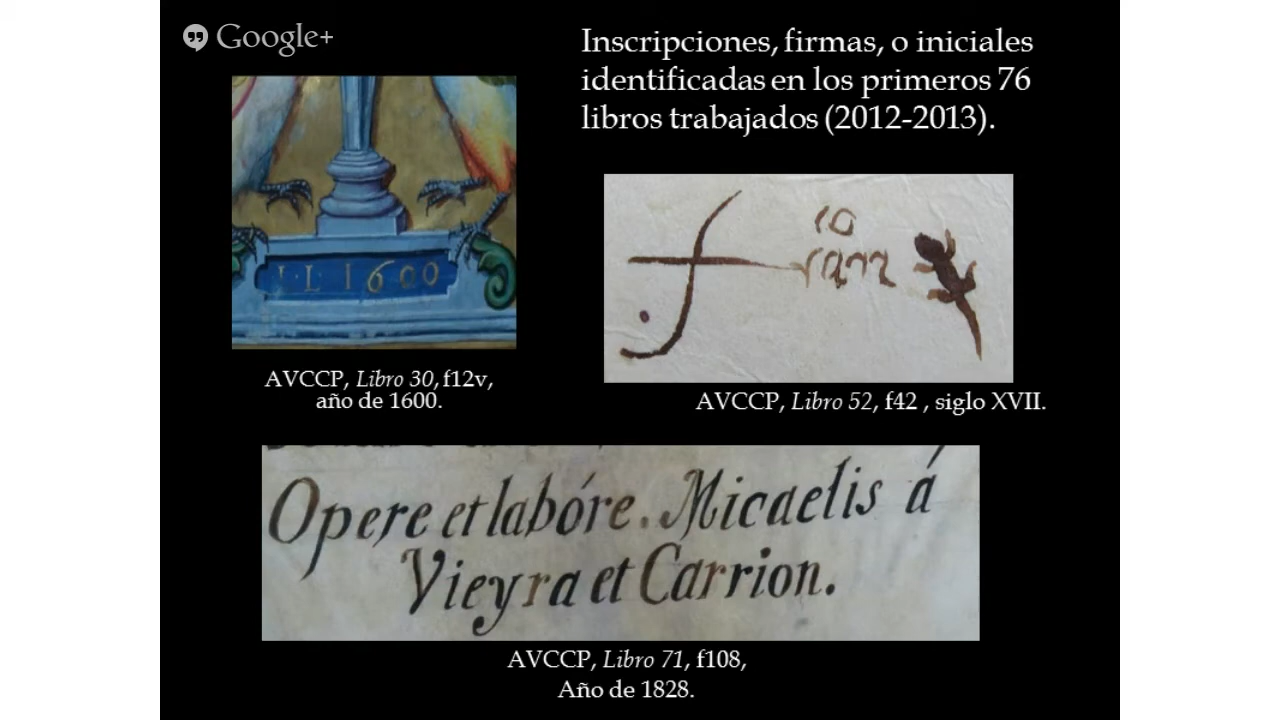 Google+
Inscripciones, firmas, o iniciales
identificadas en los primeros 76
libros trabajados (2012-2013).
I·L 1600
AVCCP, Libro 30, f12v,
año de 1600.
AVCCP, Libro 52, f42 , siglo XVII.
Opere et labóre. Micaelis á
Vieyra et Carrion.
AVCCP, Libro 71, f108,
Año de 1828.